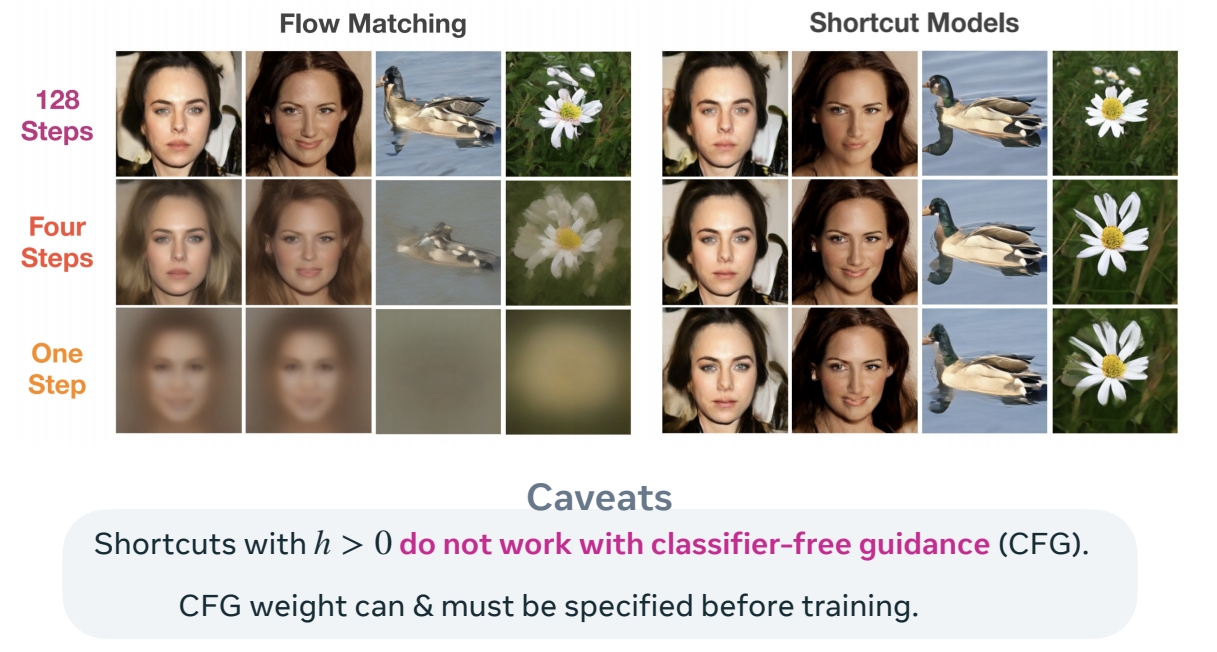 Flow Matching
Shortcut Models
128
Steps
Four
Steps
One
Step
Caveats
Shortcuts with h > 0 do not work with classifier-free guidance (CFG).
CFG weight can & must be specified before training.